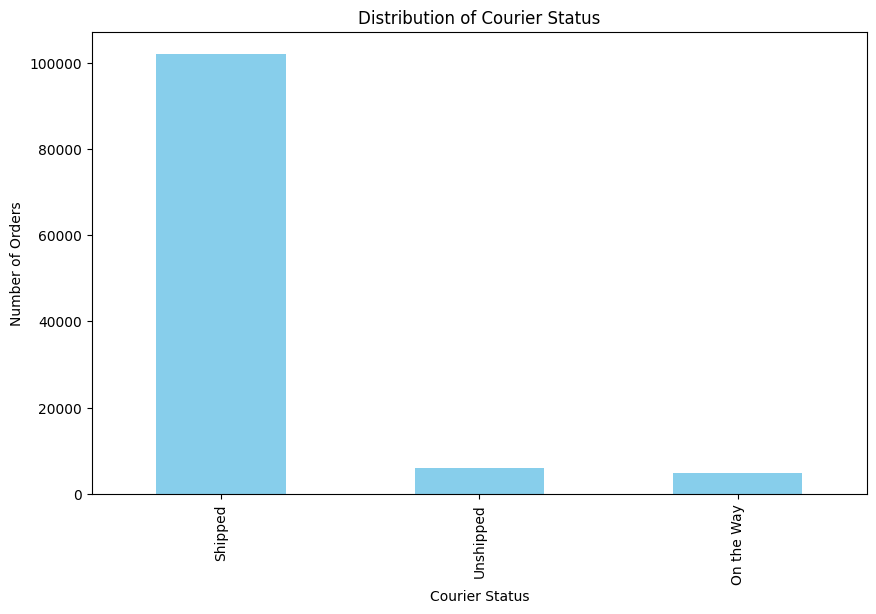 Distribution of Courier Status
Number of Orders
100000
80000
60000
40000
20000
0
Shipped
Unshipped
On the Way
Courier Status